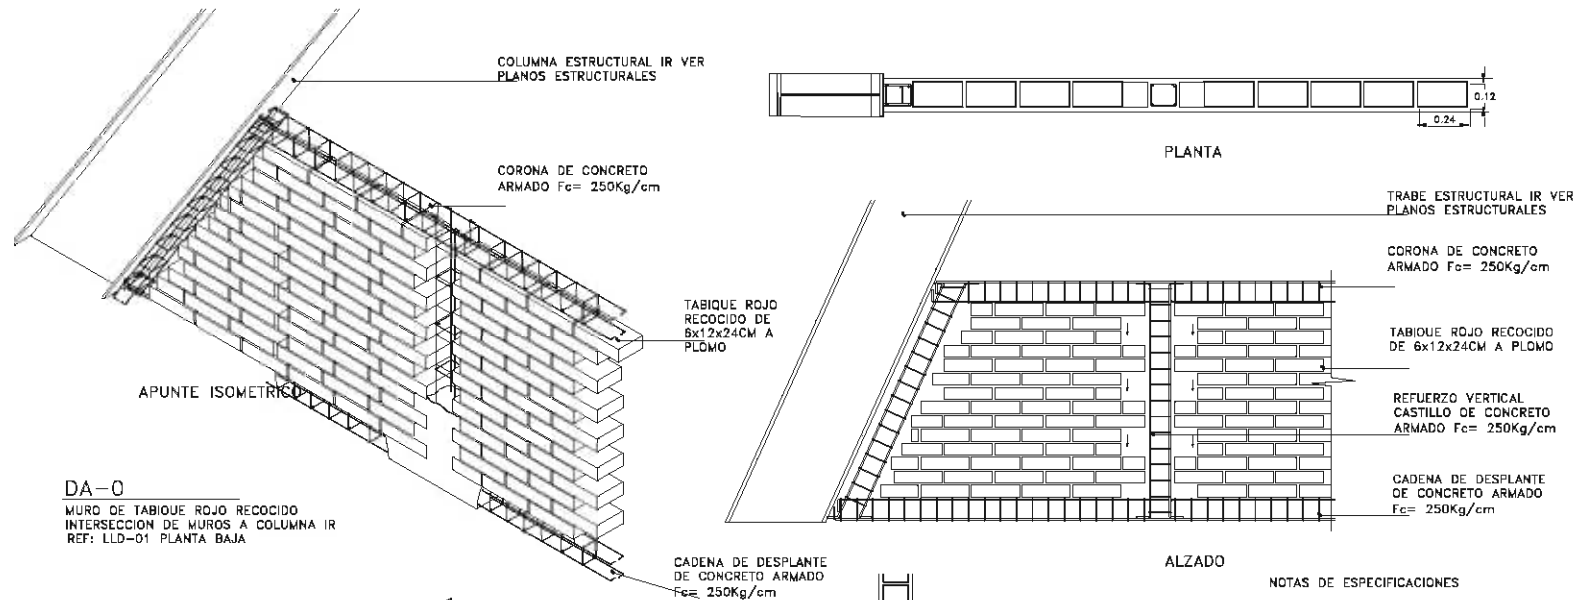 COLUMNA ESTRUCTURAL IR VER
PLANOS ESTRUCTURALES
CORONA DE CONCRETO
ARMADO Fc= 250Kg/cm
TABIQUE ROJO
RECOCIDO DE
6x12x24CM A
PLOMO
APUNTE ISOMETRICO
DA-0
MURO DE TABIQUE ROJO RECOCIDO
INTERSECCION DE MUROS A COLUMNA IR
REF: LLD-01 PLANTA BAJA
CADENA DE DESPLANTE
DE CONCRETO ARMADO
Fc= 250Kg/cm
0.12
0.24
PLANTA
TRABE ESTRUCTURAL IR VER
PLANOS ESTRUCTURALES
CORONA DE CONCRETO
ARMADO Fc= 250Kg/cm
TABIQUE ROJO RECOCIDO
DE 6x12x24CM A PLOMO
REFUERZO VERTICAL
CASTILLO DE CONCRETO
ARMADO Fc= 250Kg/cm
CADENA DE DESPLANTE
DE CONCRETO ARMADO
Fc= 250Kg/cm
ALZADO
NOTAS DE ESPECIFICACIONES